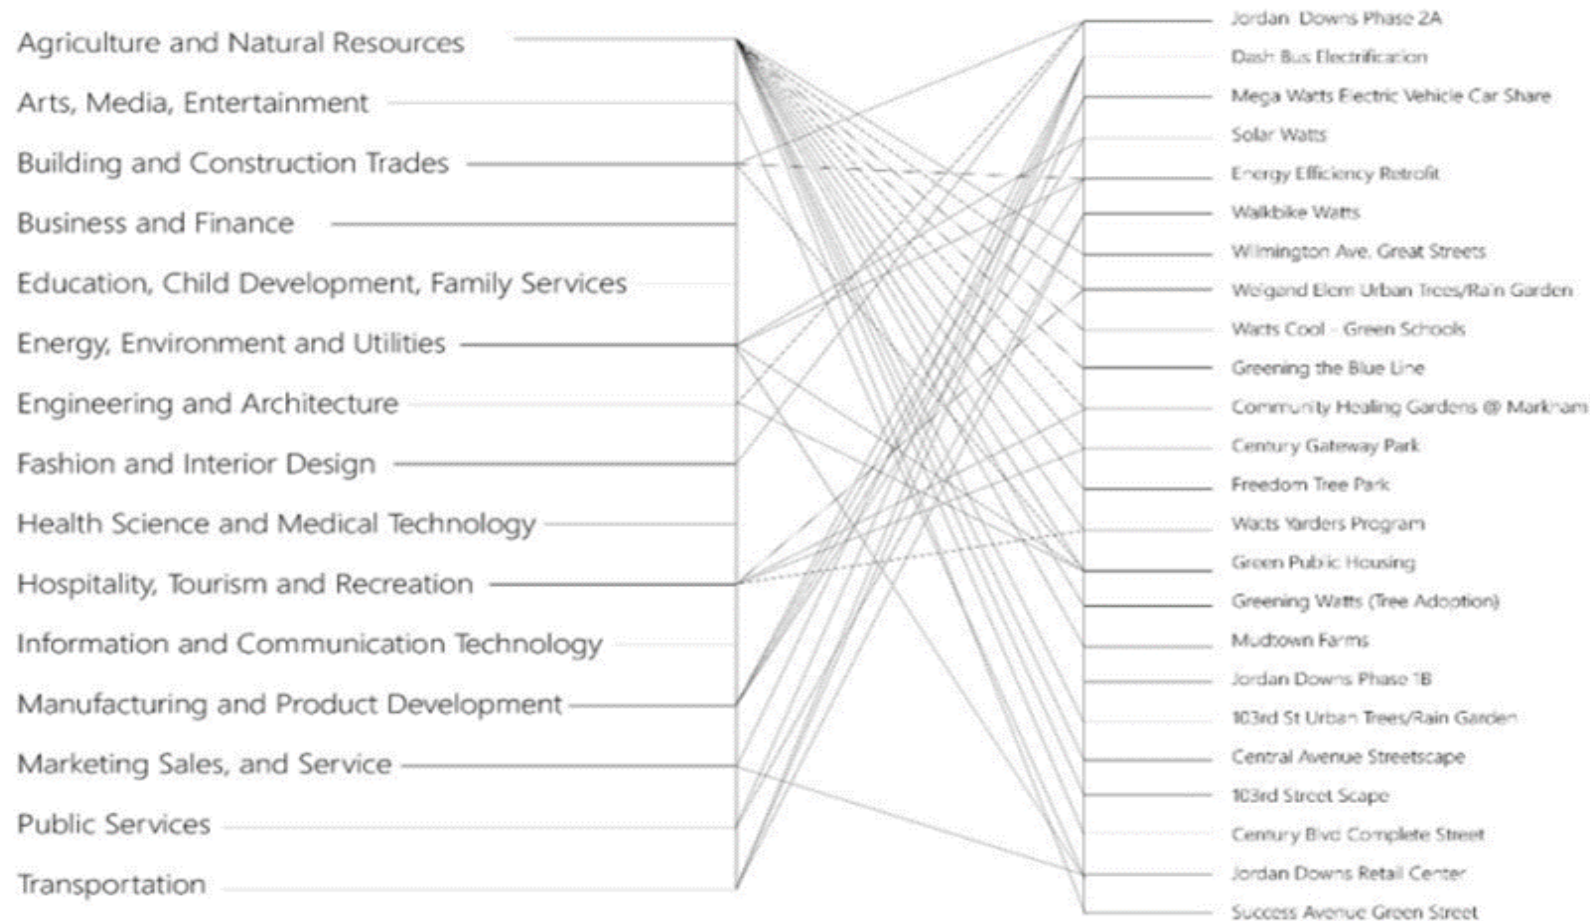 Agriculture and Natural Resources
Arts, Media, Entertainment
Building and Construction Trades
Business and Finance
Education, Child Development, Family Services
Energy, Environment and Utilities
Engineering and Architecture
Fashion and Interior Design
Health Science and Medical Technology
Hospitality, Tourism and Recreation
Information and Communication Technology
Manufacturing and Product Development
Marketing Sales, and Service
Public Services
Transportation
Jordan Downs Phase 2A
Dash Bus Electrification
Mega Watts Electric Vehicle Car Share
Solar Watts
Energy Efficiency Retrofit
Walkbike Watts
Wilmington Ave. Great Streets
Weigand Elem Urban Trees/Rain Garden
Watts Cool - Green Schools
Greening the Blue Line
Community Healing Gardens @ Markham
Century Gateway Park
Freedom Tree Park
Watts Yarders Program
Green Public Housing
Greening Watts (Tree Adoption)
Mudtown Farms
Jordan Downs Phase 1B
103rd St Urban Trees/Rain Garden
Central Avenue Streetscape
103rd Street Scape
Century Blvd Complete Street
Jordan Downs Retail Center
Success Avenue Green Street